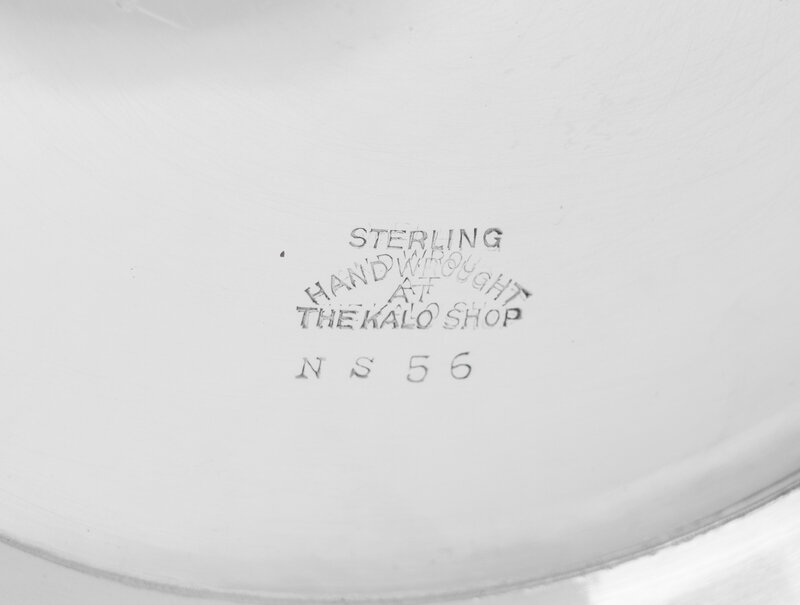 STERLING
HAND WROUGHT
AT
THE KALO SHOP
N S 56